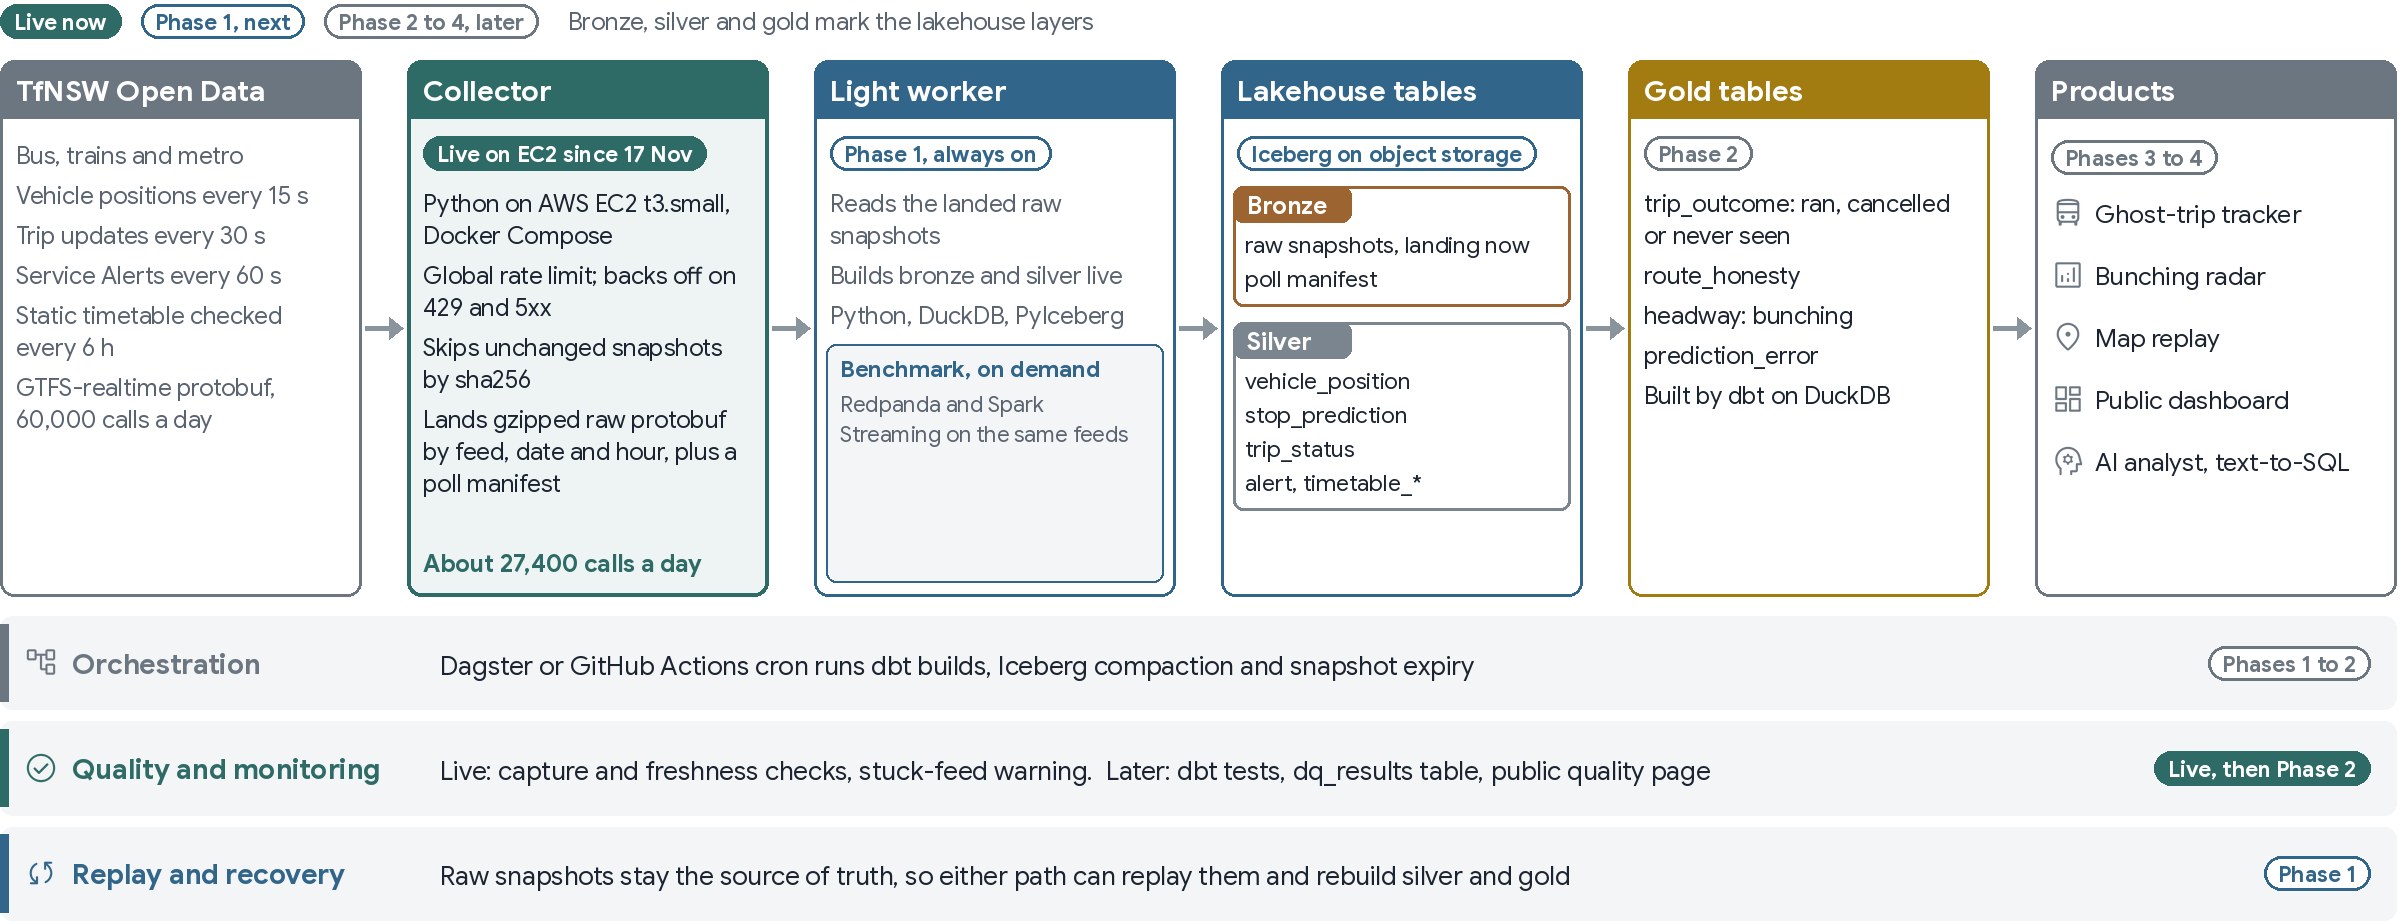 Live now
Phase 1, next
Phase 2 to 4, later
Bronze, silver and gold mark the lakehouse layers
TfNSW Open Data
Bus, trains and metro
Vehicle positions every 15 s
Trip updates every 30 s
Service Alerts every 60 s
Static timetable checked
every 6 h
GTFS-realtime protobuf,
60,000 calls a day
Collector
Live on EC2 since 17 Nov
Python on AWS EC2 t3.small,
Docker Compose
Global rate limit; backs off on
429 and 5xx
Skips unchanged snapshots
by sha256
Lands gzipped raw protobuf
by feed, date and hour, plus a
poll manifest
About 27,400 calls a day
Light worker
Phase 1, always on
Reads the landed raw
snapshots
Builds bronze and silver live
Python, DuckDB, PyIceberg
Benchmark, on demand
Redpanda and Spark
Streaming on the same feeds
Lakehouse tables
Iceberg on object storage
Bronze
raw snapshots, landing now
poll manifest
Silver
vehicle_position
stop_prediction
trip_status
alert, timetable_*
Gold tables
Phase 2
trip_outcome: ran, cancelled
or never seen
route_honesty
headway: bunching
prediction_error
Built by dbt on DuckDB
Products
Phases 3 to 4
Ghost-trip tracker
Bunching radar
Map replay
Public dashboard
AI analyst, text-to-SQL
Orchestration
Dagster or GitHub Actions cron runs dbt builds, Iceberg compaction and snapshot expiry
Phases 1 to 2
Quality and monitoring
Live: capture and freshness checks, stuck-feed warning.  Later: dbt tests, dq_results table, public quality page
Live, then Phase 2
Replay and recovery
Raw snapshots stay the source of truth, so either path can replay them and rebuild silver and gold
Phase 1